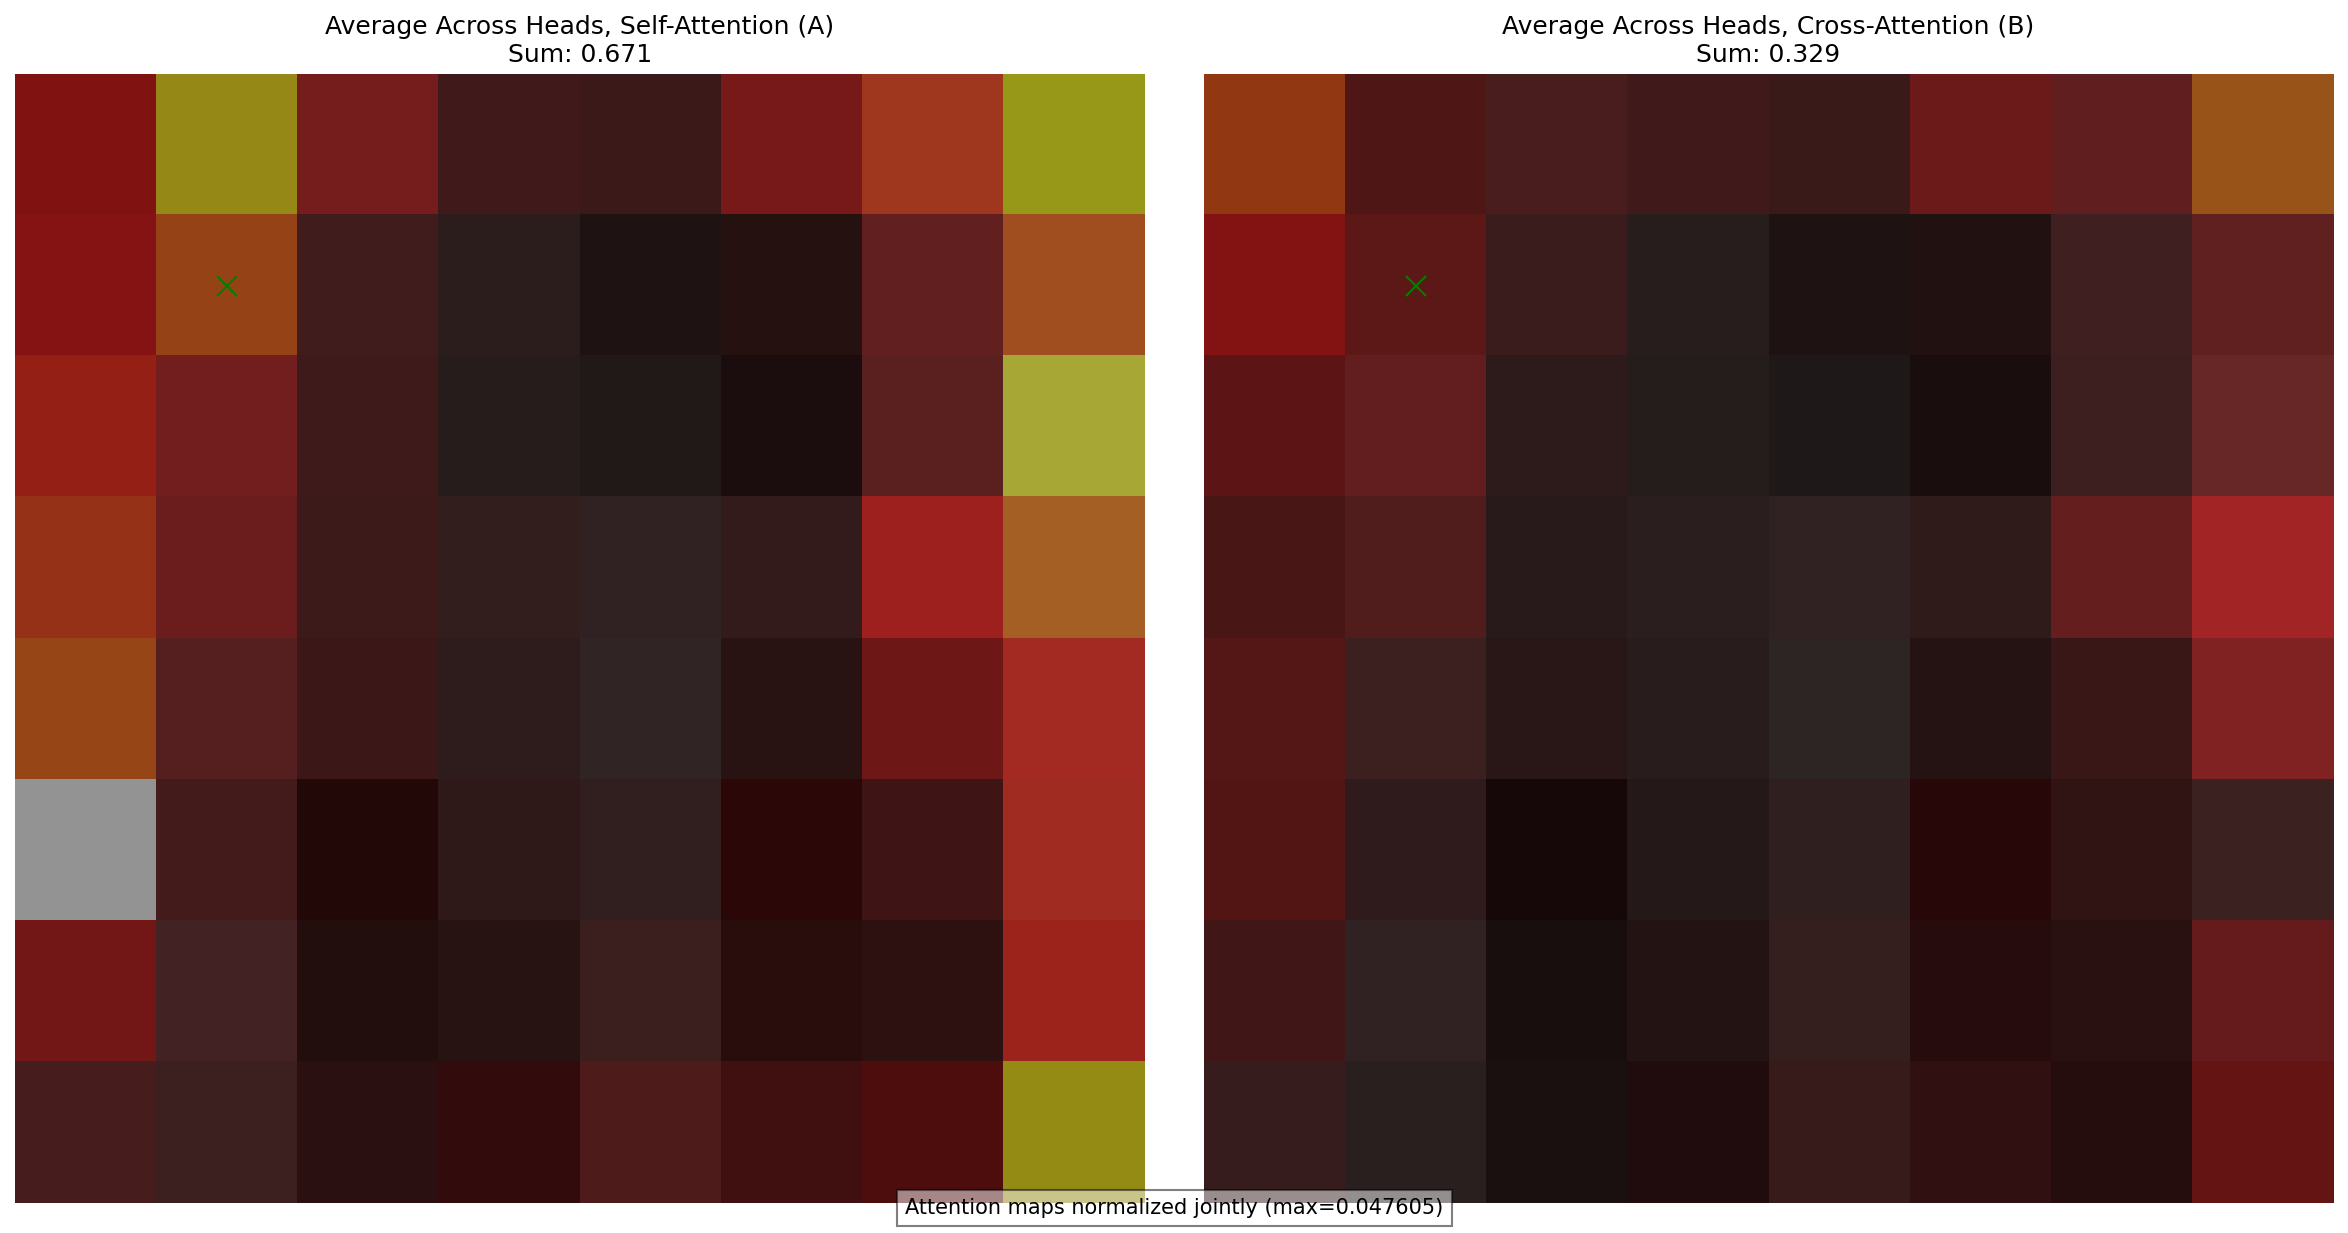 Average Across Heads, Self-Attention (A)
Sum: 0.671
Average Across Heads, Cross-Attention (B)
Sum: 0.329
Attention maps normalized jointly (max=0.047605)